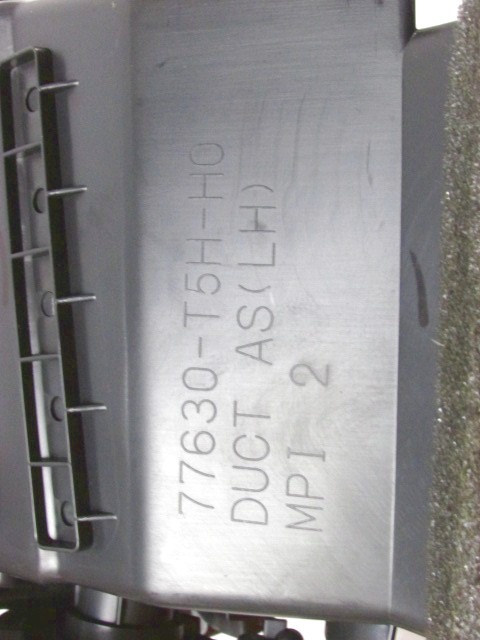 77630-T5H-H0
DUCT AS(LH)
MPI 2